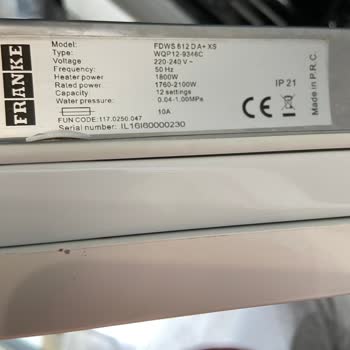 FRANKE
Model: FDWS 612 D A+ XS
Type: WQP12-9346C
Voltage: 220-240 V ~
Frequency: 50 Hz
Heater power 1800W
Rated power: 1760-2100W
Capacity 12 settings
Water pressure: 0.04-1.00MPa
10A
FUN CODE:117.0250.047
Serial number: IL16I60000230
IP 21
CE
Made in P.R.C